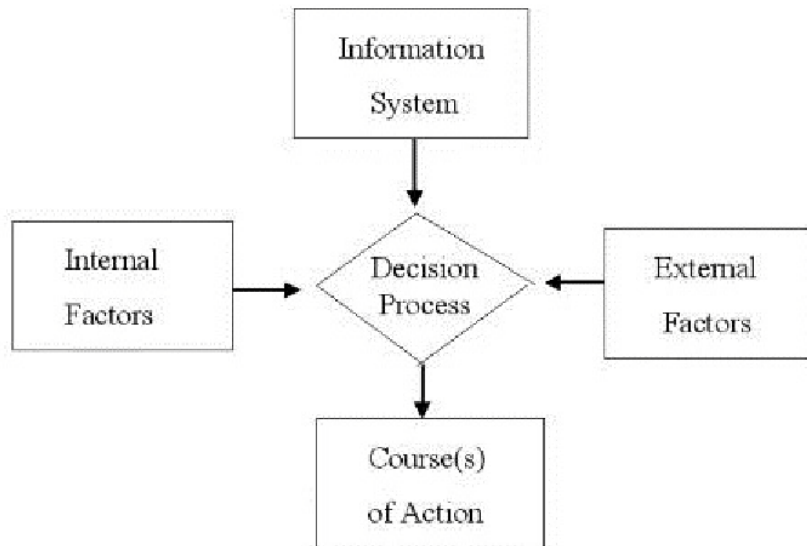 Information
System
Internal
Factors
Decision
Process
External
Factors
Course(s)
of Action